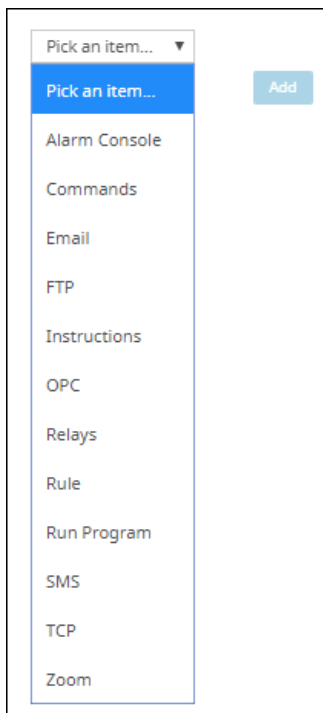 Pick an item...
Pick an item...
Add
Alarm Console
Commands
Email
FTP
Instructions
OPC
Relays
Rule
Run Program
SMS
TCP
Zoom